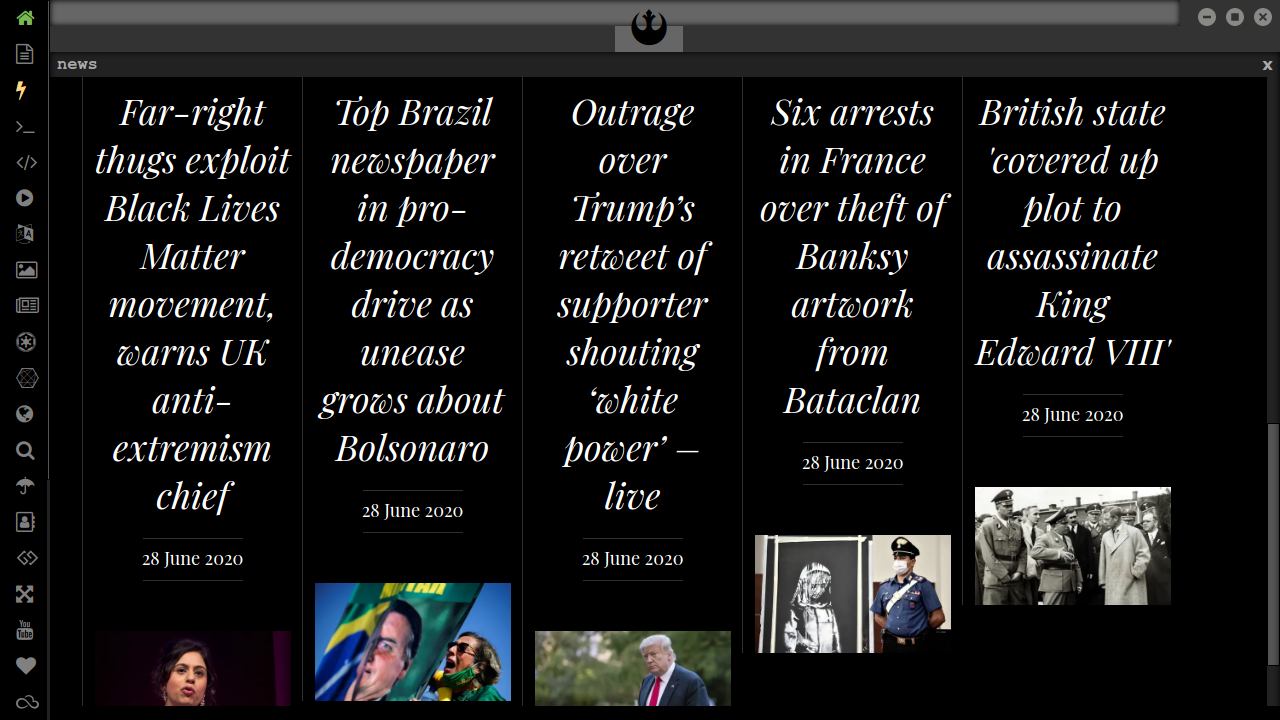 news
x
Far-right
thugs exploit
Black Lives
Matter
movement,
warns UK
anti-
extremism
chief
28 June 2020
Top Brazil
newspaper
in pro-
democracy
drive as
unease
grows about
Bolsonaro
28 June 2020
Outrage
over
Trump’s
retweet of
supporter
shouting
‘white
power’ –
live
28 June 2020
Six arrests
in France
over theft of
Banksy
artwork
from
Bataclan
28 June 2020
British state
'covered up
plot to
assassinate
King
Edward VIII'
28 June 2020
You
Tube